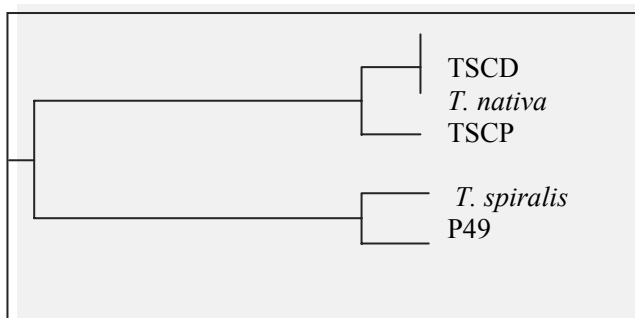 TSCD
T. nativa
TSCP
T. spiralis
P49